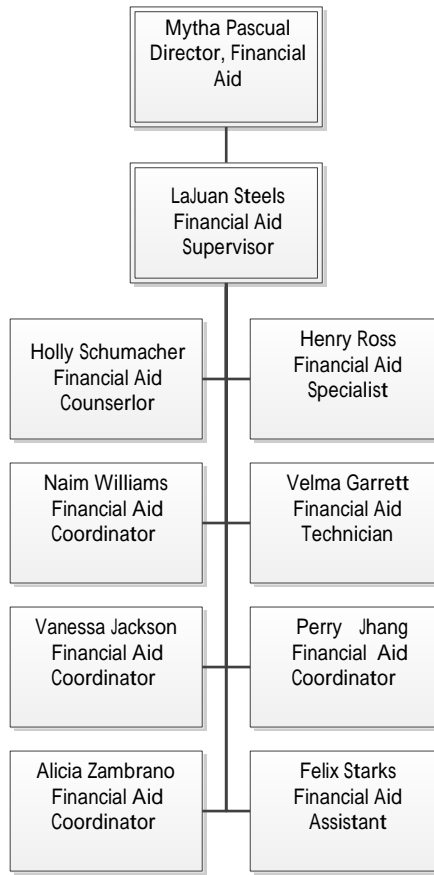 Mytha Pascual
Director, Financial
Aid
LaJuan Steels
Financial Aid
Supervisor
Holly Schumacher
Financial Aid
Counserlor
Henry Ross
Financial Aid
Specialist
Naim Williams
Financial Aid
Coordinator
Velma Garrett
Financial Aid
Technician
Vanessa Jackson
Financial Aid
Coordinator
Perry Jhang
Financial Aid
Coordinator
Alicia Zambrano
Financial Aid
Coordinator
Felix Starks
Financial Aid
Assistant